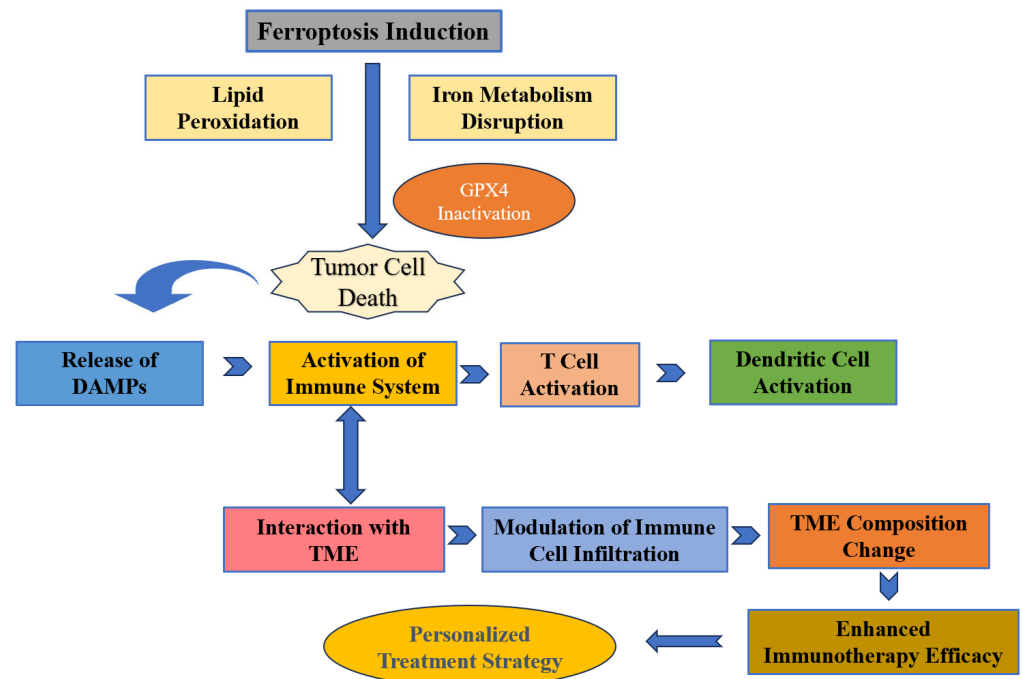 Ferroptosis Induction
Lipid
Peroxidation
Iron Metabolism
Disruption
GPX4
Inactivation
Tumor Cell
Death
Release of
DAMPs
Activation of
Immune System
T Cell
Activation
Dendritic Cell
Activation
Interaction with
TME
Modulation of Immune
Cell Infiltration
TME Composition
Change
Enhanced
Immunotherapy Efficacy
Personalized
Treatment Strategy